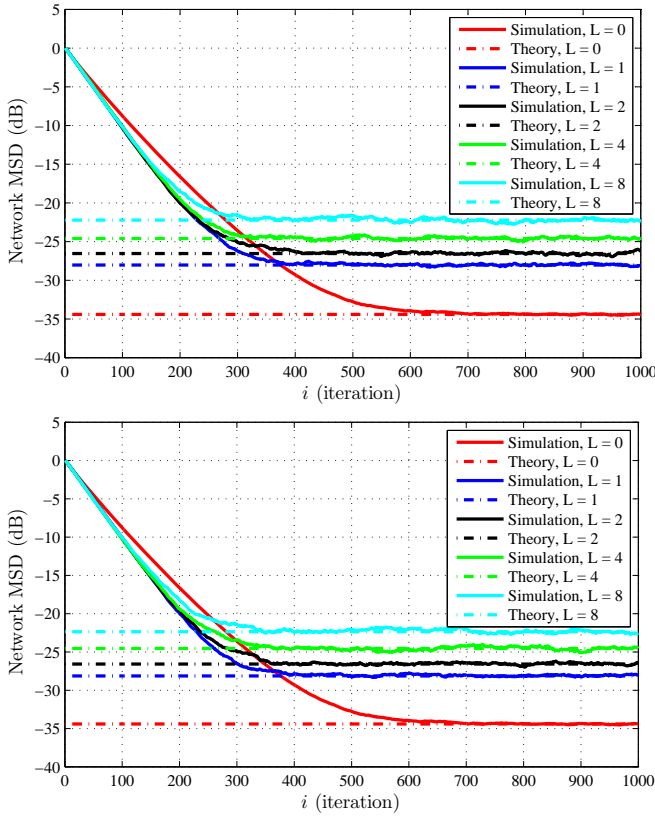 5
0
−5
−10
−15
−20
−25
−30
−35
−40
0 100 200 300 400 500 600 700 800 900 1000
Network MSD (dB)
i (iteration)
Simulation, L = 0
Theory, L = 0
Simulation, L = 1
Theory, L = 1
Simulation, L = 2
Theory, L = 2
Simulation, L = 4
Theory, L = 4
Simulation, L = 8
Theory, L = 8
5
0
−5
−10
−15
−20
−25
−30
−35
−40
0 100 200 300 400 500 600 700 800 900 1000
Network MSD (dB)
i (iteration)
Simulation, L = 0
Theory, L = 0
Simulation, L = 1
Theory, L = 1
Simulation, L = 2
Theory, L = 2
Simulation, L = 4
Theory, L = 4
Simulation, L = 8
Theory, L = 8